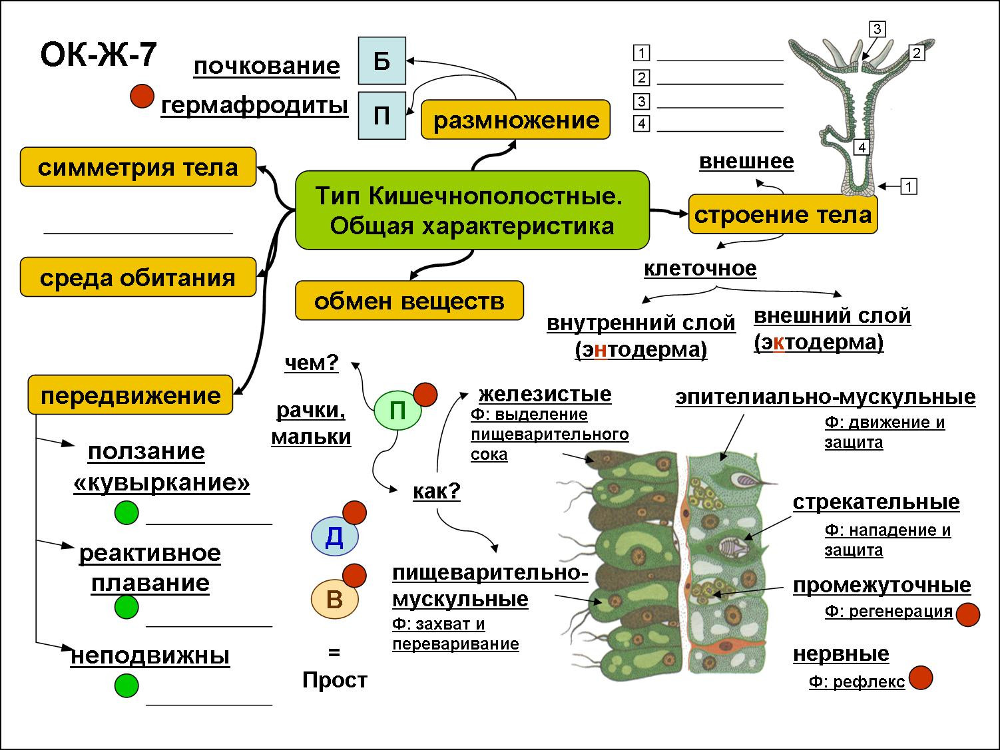 ОК-Ж-7
почкование
Б
гермафродиты
П
размножение
1
2
3
4
3
2
4
1
симметрия тела
Тип Кишечнополостные.
Общая характеристика
внешнее
строение тела
среда обитания
обмен веществ
клеточное
внутренний слой
(энтодерма)
внешний слой
(эктодерма)
передвижение
ползание
«кувыркание»
реактивное
плавание
неподвижны
чем?
рачки,
мальки
П
как?
Д
В
=
Прост
железистые
Ф: выделение
пищеварительного
сока
пищеварительно-
мускульные
Ф: захват и
переваривание
эпителиально-мускульные
Ф: движение и
защита
стрекательные
Ф: нападение и
защита
промежуточные
Ф: регенерация
нервные
Ф: рефлекс